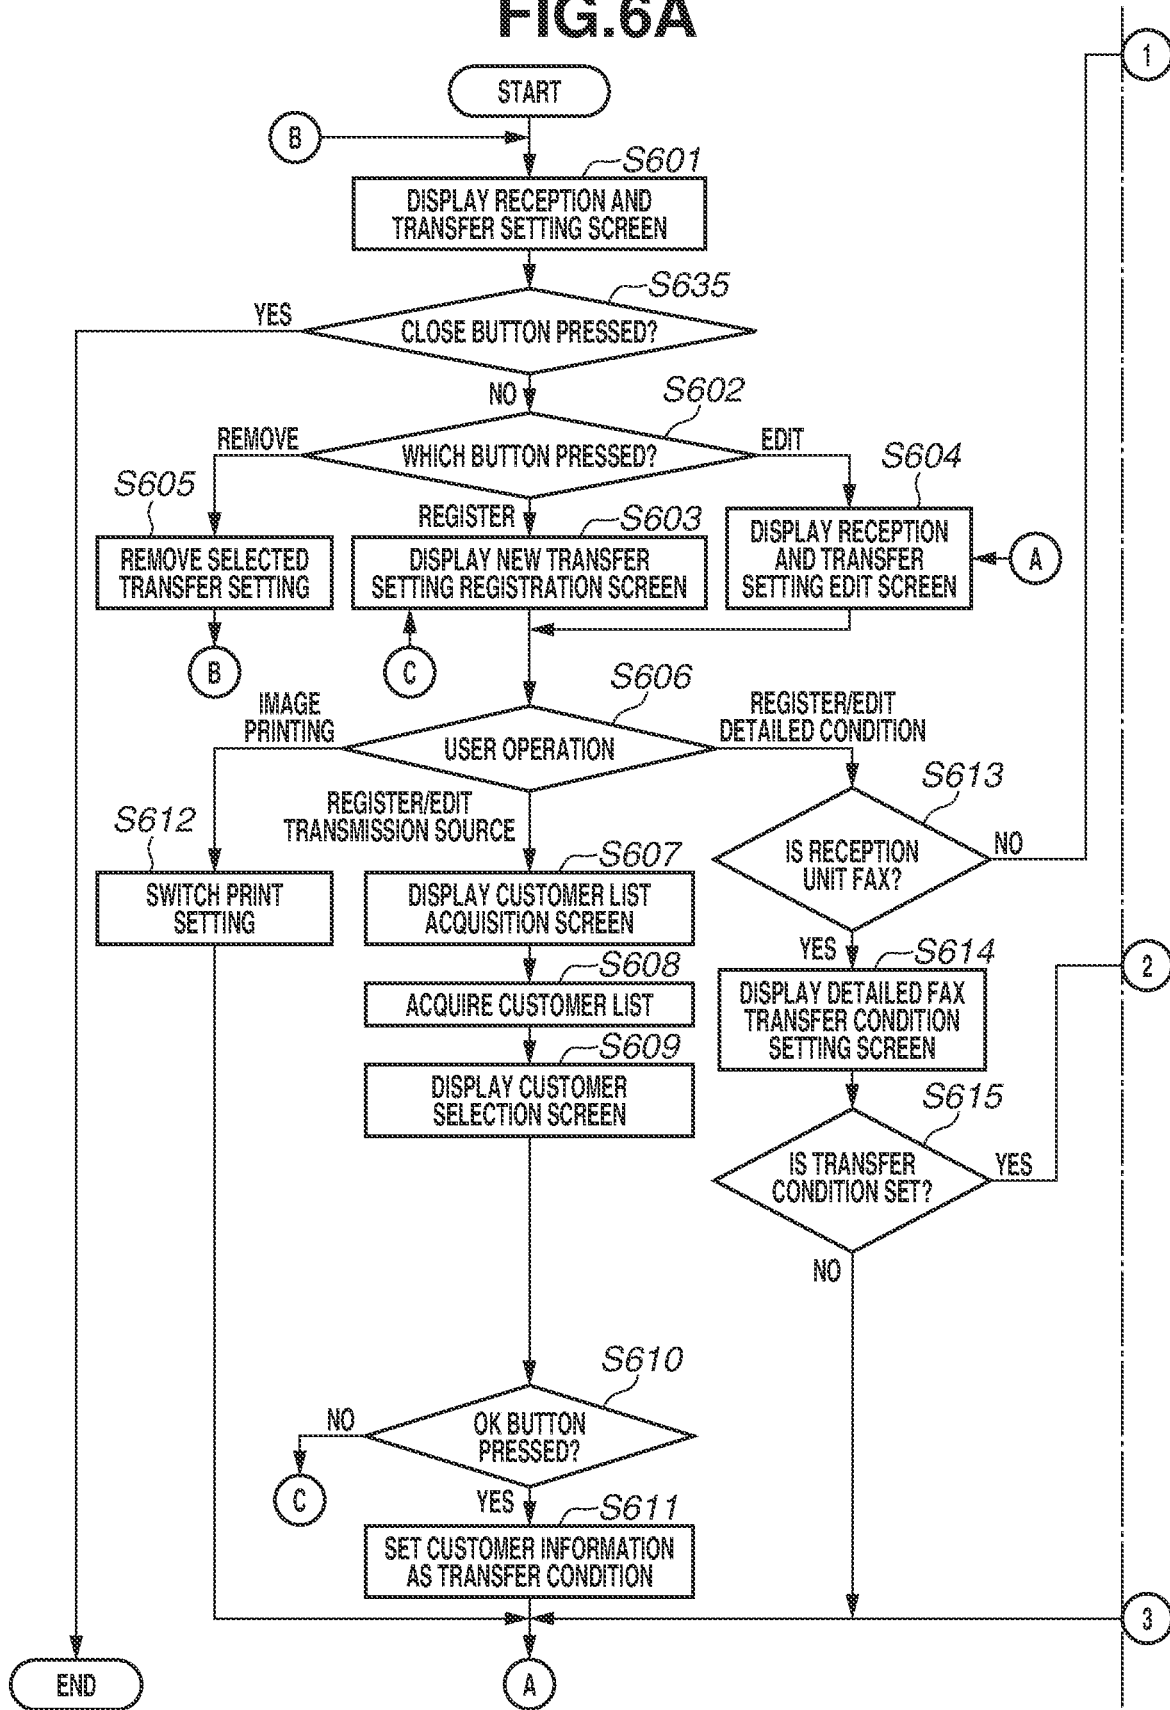 FIG.6A
1
START
B
S601
DISPLAY RECEPTION AND
TRANSFER SETTING SCREEN
S635
YES
CLOSE BUTTON PRESSED?
NO
S602
REMOVE
WHICH BUTTON PRESSED?
EDIT
S604
S605
REGISTER
S603
DISPLAY RECEPTION
AND TRANSFER
SETTING EDIT SCREEN
A
REMOVE SELECTED
TRANSFER SETTING
DISPLAY NEW TRANSFER
SETTING REGISTRATION SCREEN
B
C
S606
IMAGE
PRINTING
USER OPERATION
REGISTER/EDIT
DETAILED CONDITION
S613
S612
REGISTER/EDIT
TRANSMISSION SOURCE
IS RECEPTION
UNIT FAX?
NO
S607
SWITCH PRINT
SETTING
DISPLAY CUSTOMER LIST
ACQUISITION SCREEN
YES
S614
2
S608
ACQUIRE CUSTOMER LIST
DISPLAY DETAILED FAX
TRANSFER CONDITION
SETTING SCREEN
S609
DISPLAY CUSTOMER
SELECTION SCREEN
S615
IS TRANSFER
CONDITION SET?
YES
NO
S610
NO
OK BUTTON
PRESSED?
C
YES
S611
SET CUSTOMER INFORMATION
AS TRANSFER CONDITION
3
END
A